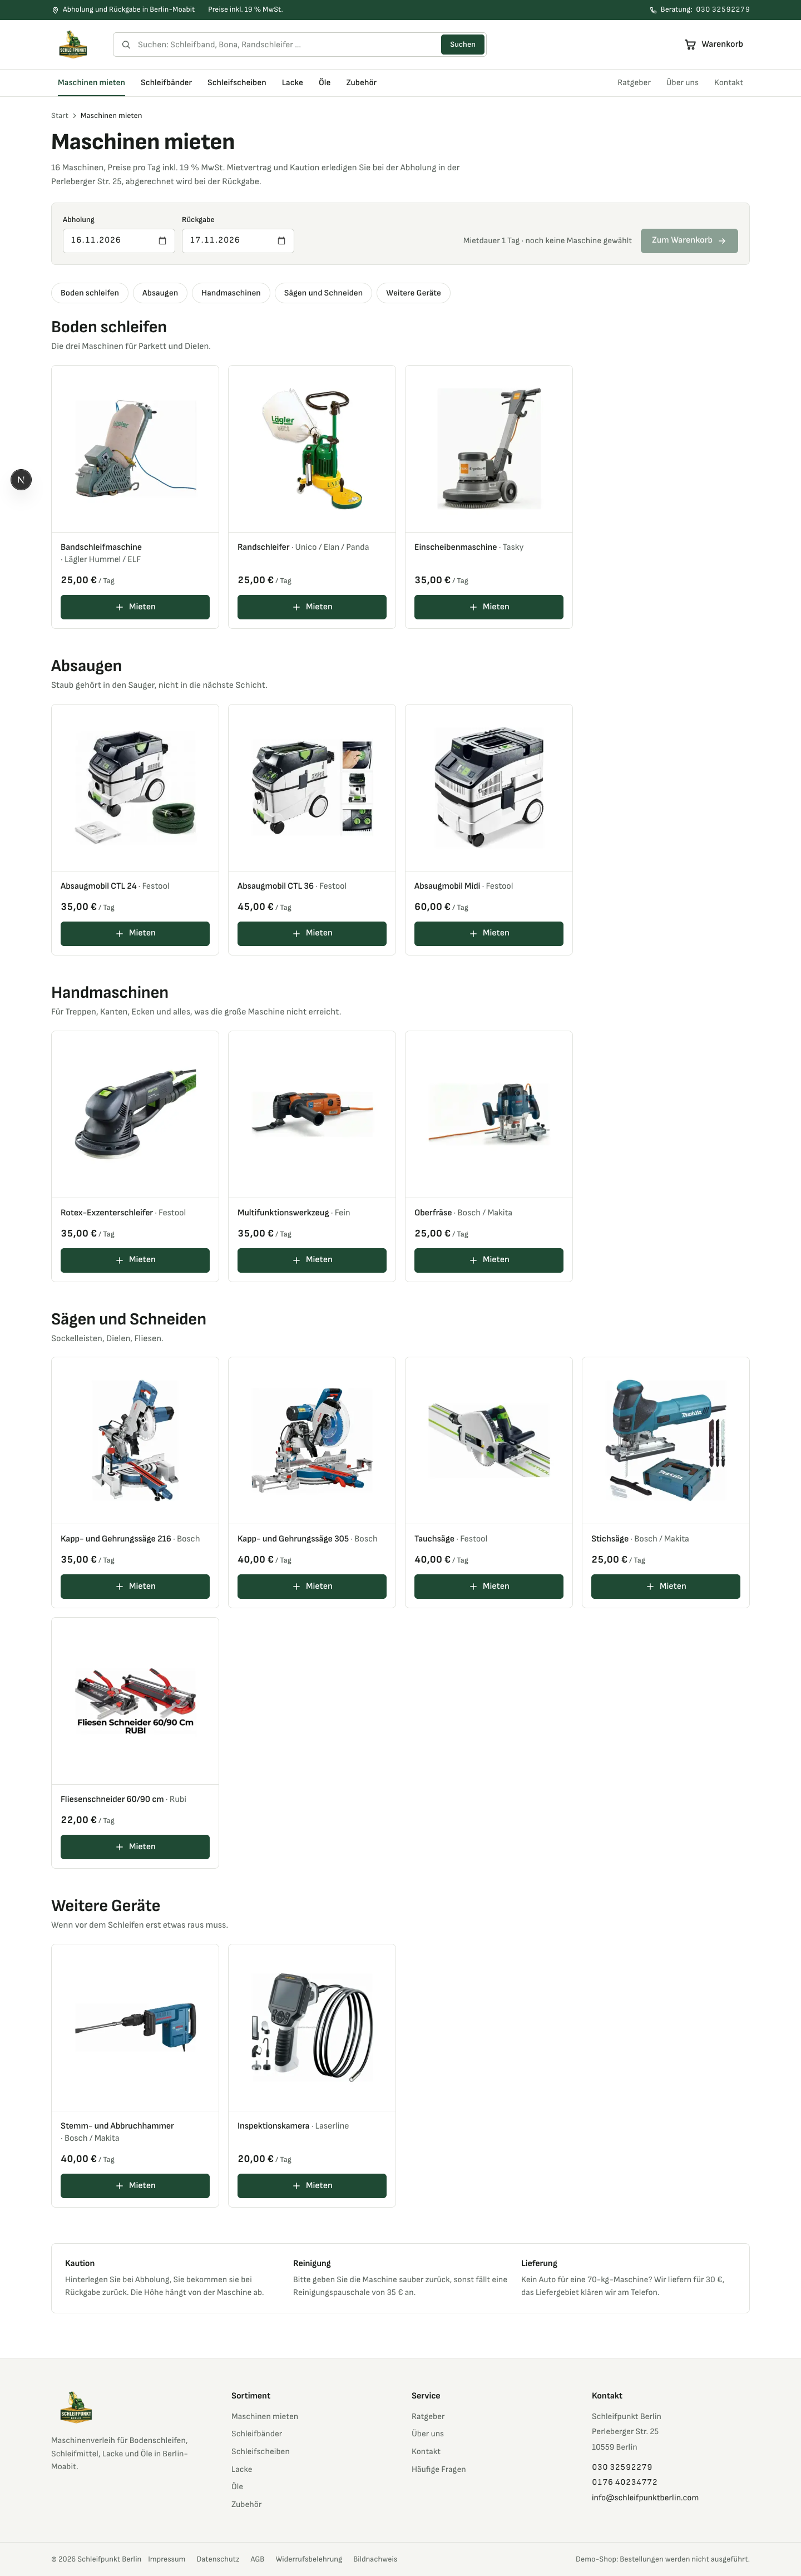 Abholung und Rückgabe in Berlin-Moabit Preise inkl. 19 % MwSt. Beratung: 030 32592279
SCHLEIFPUNKT
BERLIN
Suchen: Schleifband, Bona, Randschleifer ... Suchen Warenkorb
Maschinen mieten Schleifbänder Schleifscheiben Lacke Öle Zubehör Ratgeber Über uns Kontakt
Start > Maschinen mieten
Maschinen mieten
16 Maschinen, Preise pro Tag inkl. 19 % MwSt. Mietvertrag und Kaution erledigen Sie bei der Abholung in der
Perleberger Str. 25, abgerechnet wird bei der Rückgabe.
Abholung Rückgabe
16.11.2026 17.11.2026 Mietdauer 1 Tag · noch keine Maschine gewählt Zum Warenkorb →
Boden schleifen Absaugen Handmaschinen Sägen und Schneiden Weitere Geräte
Boden schleifen
Die drei Maschinen für Parkett und Dielen.
Lägler
N
Bandschleifmaschine
· Lägler Hummel / ELF
25,00 € / Tag
+ Mieten
Randschleifer · Unico / Elan / Panda
25,00 € / Tag
+ Mieten
Einscheibenmaschine · Tasky
35,00 € / Tag
+ Mieten
Absaugen
Staub gehört in den Sauger, nicht in die nächste Schicht.
Absaugmobil CTL 24 · Festool
35,00 € / Tag
+ Mieten
Absaugmobil CTL 36 · Festool
45,00 € / Tag
+ Mieten
Absaugmobil Midi · Festool
60,00 € / Tag
+ Mieten
Handmaschinen
Für Treppen, Kanten, Ecken und alles, was die große Maschine nicht erreicht.
Rotex-Exzenterschleifer · Festool
35,00 € / Tag
+ Mieten
Multifunktionswerkzeug · Fein
35,00 € / Tag
+ Mieten
Oberfräse · Bosch / Makita
25,00 € / Tag
+ Mieten
Sägen und Schneiden
Sockelleisten, Dielen, Fliesen.
makita
Kapp- und Gehrungssäge 216 · Bosch
35,00 € / Tag
+ Mieten
Kapp- und Gehrungssäge 305 · Bosch
40,00 € / Tag
+ Mieten
Tauchsäge · Festool
40,00 € / Tag
+ Mieten
Stichsäge · Bosch / Makita
25,00 € / Tag
+ Mieten
Fliesen Schneider 60/90 Cm
RUBI
Fliesenschneider 60/90 cm · Rubi
22,00 € / Tag
+ Mieten
Weitere Geräte
Wenn vor dem Schleifen erst etwas raus muss.
Stemm- und Abbruchhammer
· Bosch / Makita
40,00 € / Tag
+ Mieten
Inspektionskamera · Laserline
20,00 € / Tag
+ Mieten
Kaution
Hinterlegen Sie bei Abholung, Sie bekommen sie bei
Rückgabe zurück. Die Höhe hängt von der Maschine ab.
Reinigung
Bitte geben Sie die Maschine sauber zurück, sonst fällt eine
Reinigungspauschale von 35 € an.
Lieferung
Kein Auto für eine 70-kg-Maschine? Wir liefern für 30 €,
das Liefergebiet klären wir am Telefon.
SCHLEIFPUNKT
BERLIN
Maschinenverleih für Bodenschleifen,
Schleifmittel, Lacke und Öle in Berlin-
Moabit.
Sortiment
Maschinen mieten
Schleifbänder
Schleifscheiben
Lacke
Öle
Zubehör
Service
Ratgeber
Über uns
Kontakt
Häufige Fragen
Kontakt
Schleifpunkt Berlin
Perleberger Str. 25
10559 Berlin
030 32592279
0176 40234772
info@schleifpunktberlin.com
© 2026 Schleifpunkt Berlin Impressum Datenschutz AGB Widerrufsbelehrung Bildnachweis Demo-Shop: Bestellungen werden nicht ausgeführt.